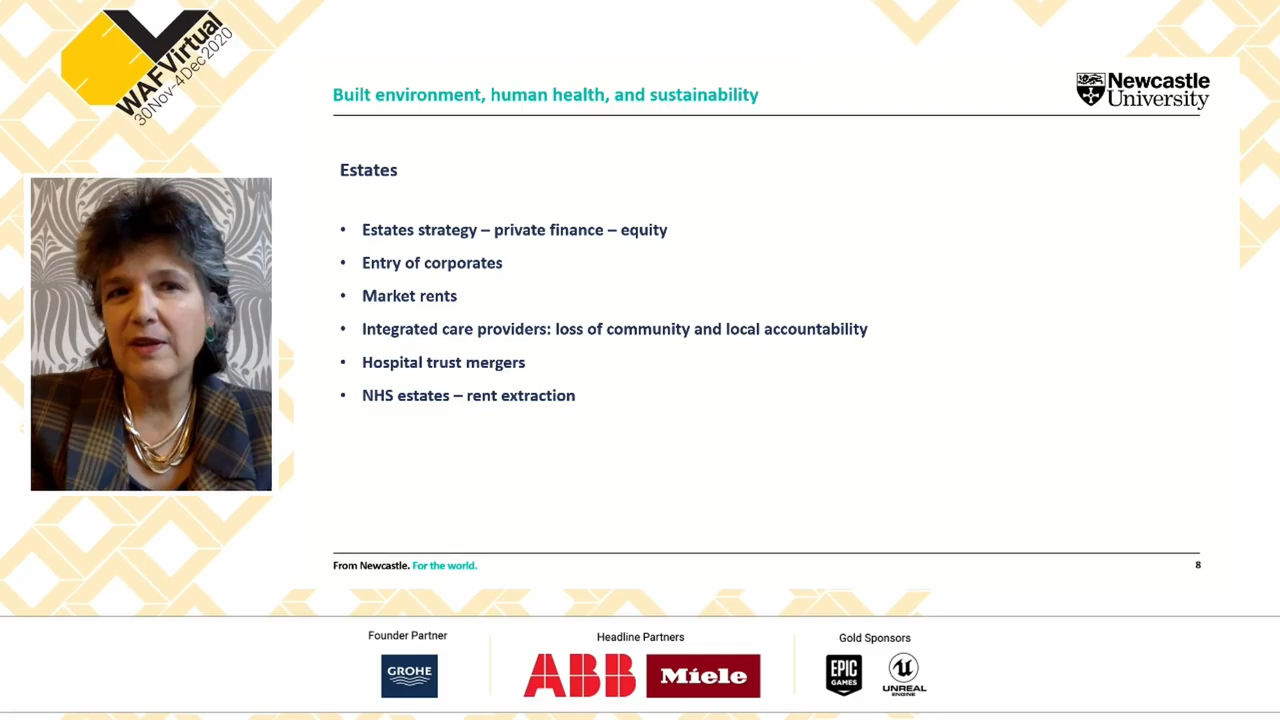 WAFVirtual
30Nov-4Dec2020
Built environment, human health, and sustainability
Newcastle
University
Estates
• Estates strategy – private finance – equity
• Entry of corporates
• Market rents
• Integrated care providers: loss of community and local accountability
• Hospital trust mergers
• NHS estates – rent extraction
From Newcastle. For the world.
8
Founder Partner
Headline Partners
Gold Sponsors
GROHE
ABB
Miele
EPIC
GAMES
UNREAL
ENGINE